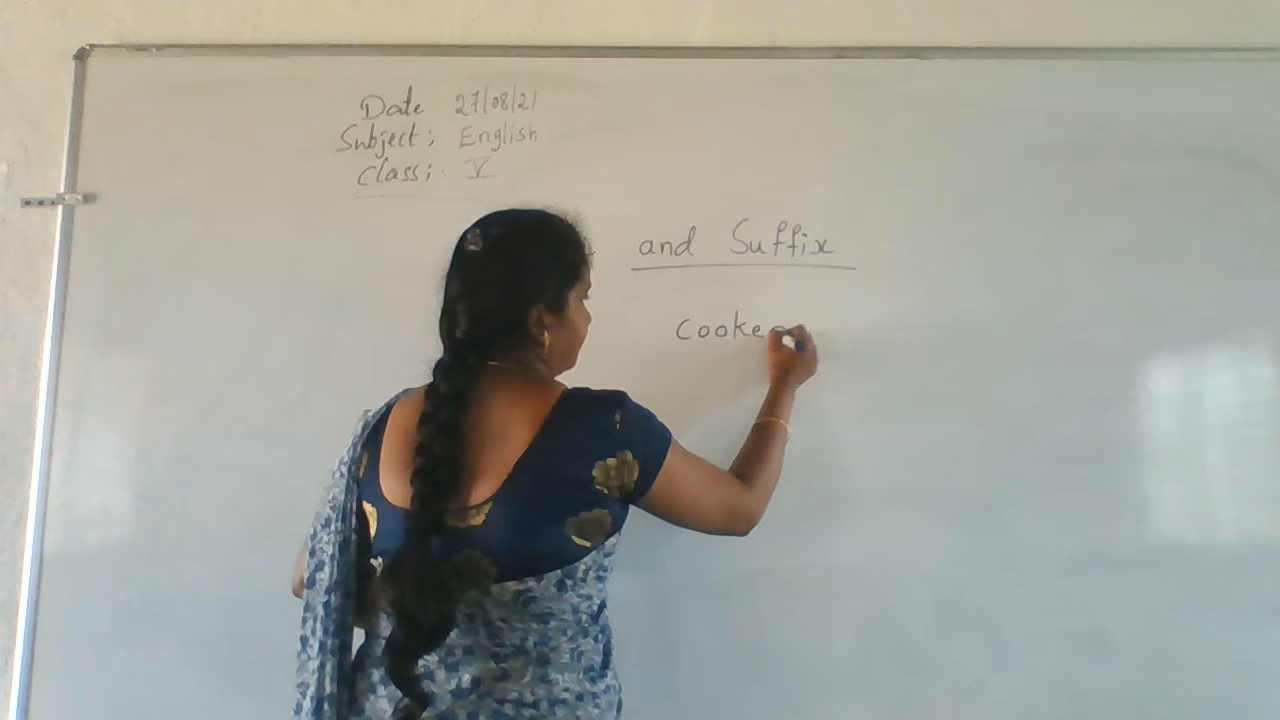 Date 27/08/21
Subject; English
Class; V
and Suffix
Cooke